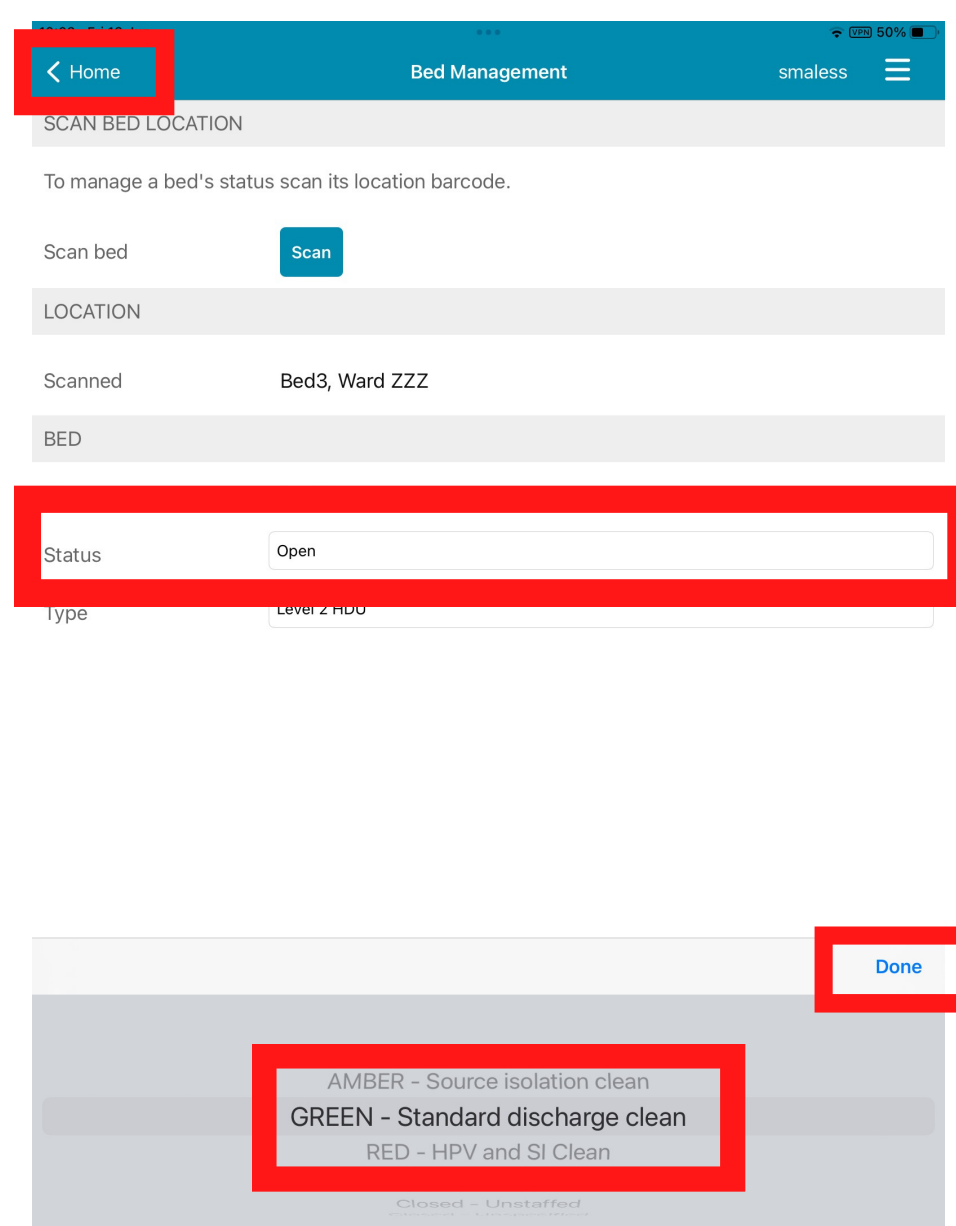 VPN 50%
Home Bed Management smaless
SCAN BED LOCATION
To manage a bed's status scan its location barcode.
Scan bed Scan
LOCATION
Scanned Bed3, Ward ZZZ
BED
Status Open
Type Level 2 HDU
Done
AMBER – Source isolation clean
GREEN – Standard discharge clean
RED – HPV and SI Clean
Closed – Unstaffed